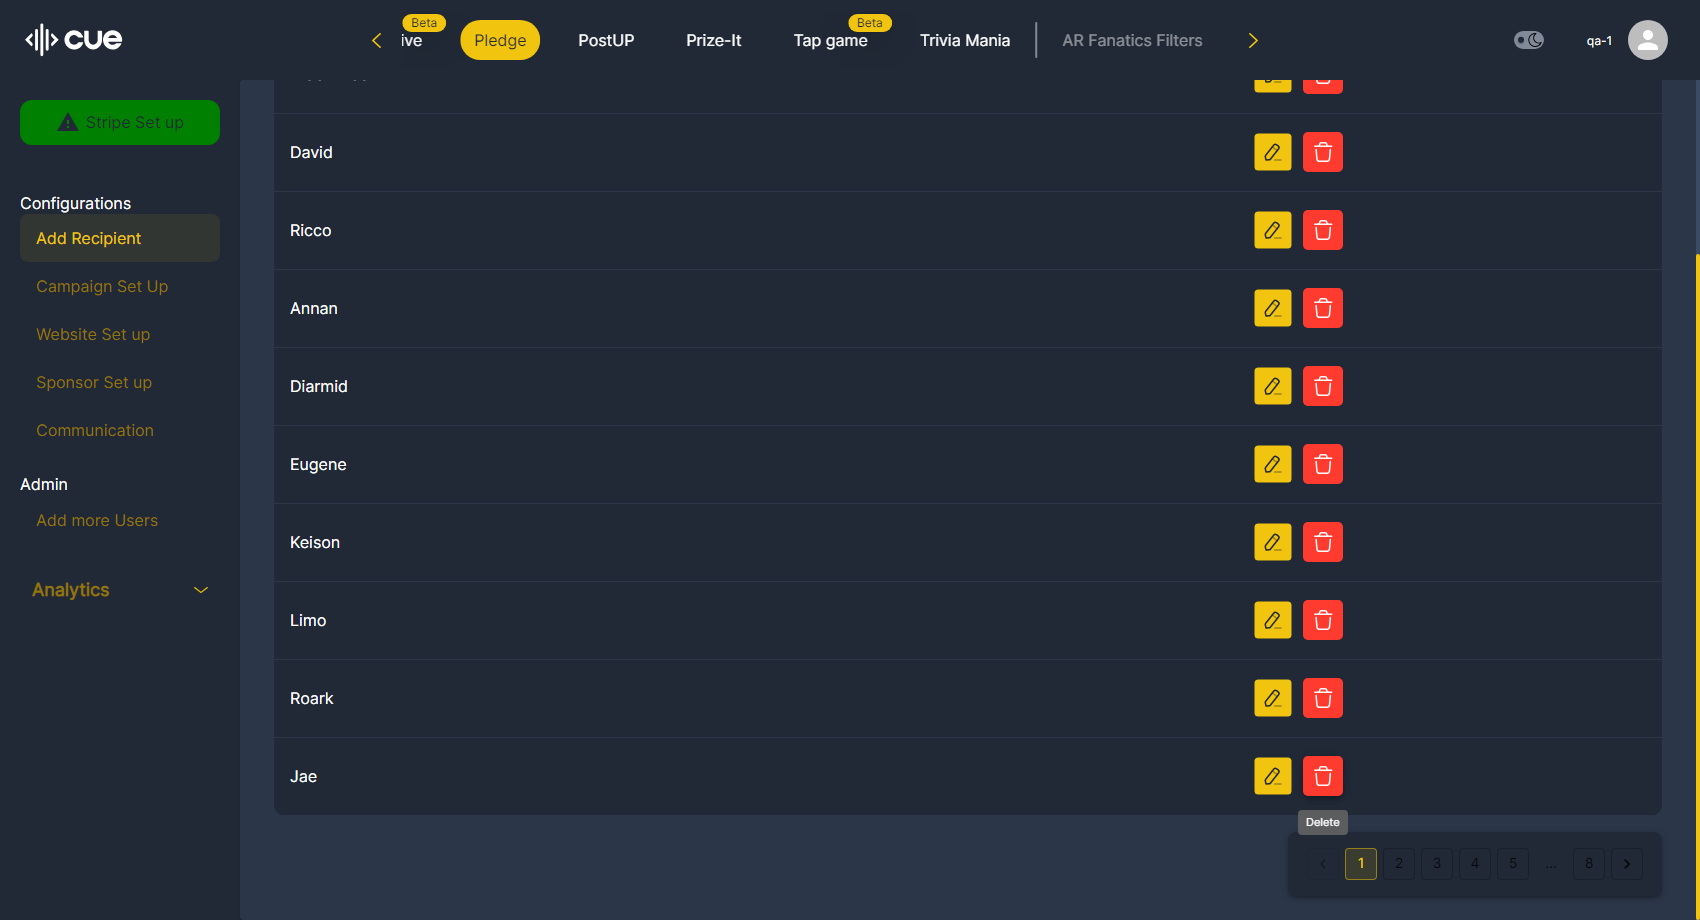 cue
Beta
ive
Pledge
PostUP
Prize-It
Beta
Tap game
Trivia Mania
AR Fanatics Filters
qa-1
Stripe Set up
Configurations
Add Recipient
Campaign Set Up
Website Set up
Sponsor Set up
Communication
Admin
Add more Users
Analytics
David
Ricco
Annan
Diarmid
Eugene
Keison
Limo
Roark
Jae
Delete
< 1 2 3 4 5 ... 8 >